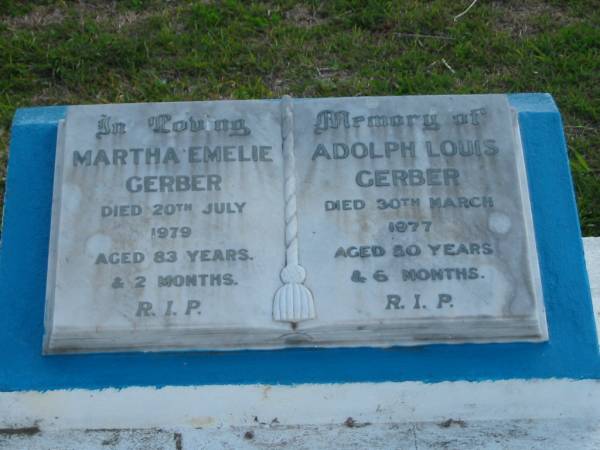 In Loving
MARTHA EMELIE
GERBER
DIED 20TH JULY
1979
AGED 83 YEARS.
& 2 MONTHS.
R.I.P.
Memory of
ADOLPH LOUIS
GERBER
DIED 30TH MARCH
1977
AGED 80 YEARS
& 6 MONTHS.
R.I.P.